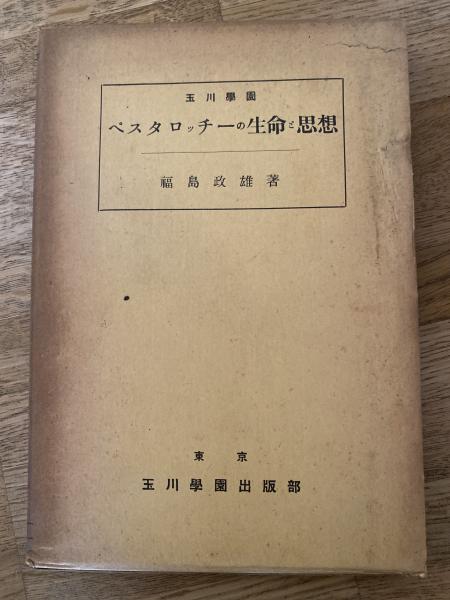 玉川學園
ペスタロッチーの生命と思想
福島政雄著
東京
玉川學園出版部